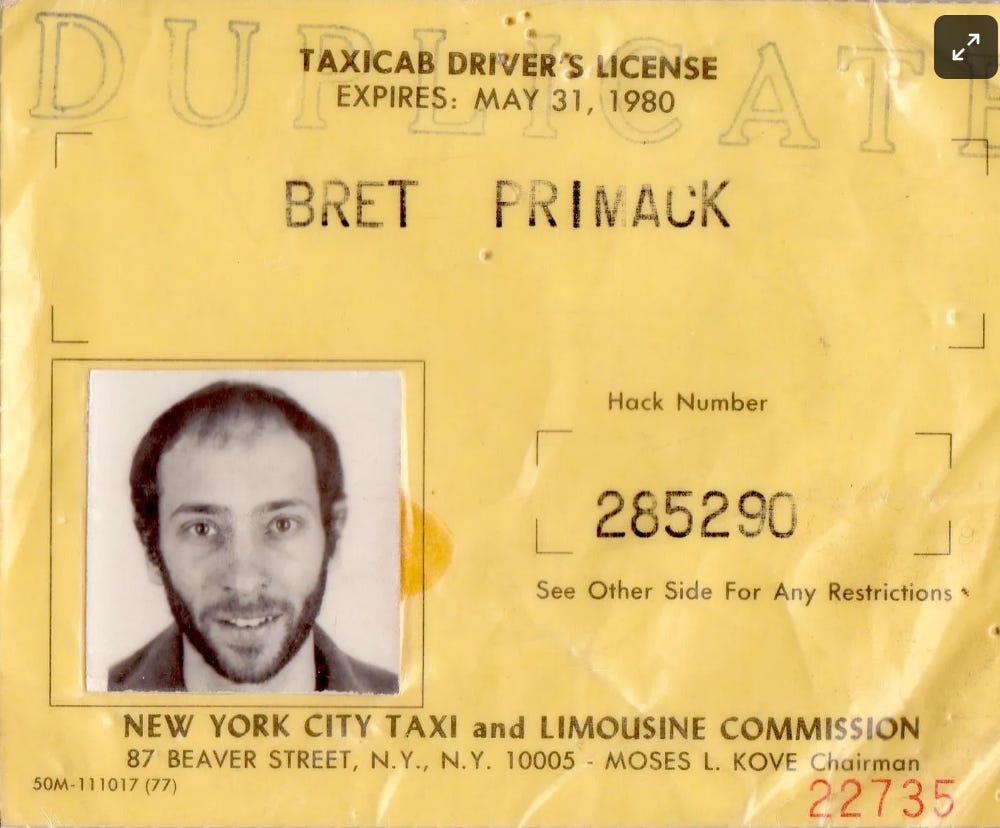 DUPLICATE
TAXICAB DRIVER'S LICENSE
EXPIRES: MAY 31, 1980
BRET PRIMACK
Hack Number
285290
See Other Side For Any Restrictions
NEW YORK CITY TAXI and LIMOUSINE COMMISSION
87 BEAVER STREET, N.Y., N.Y. 10005 - MOSES L. KOVE Chairman
50M-111017 (77)
22735